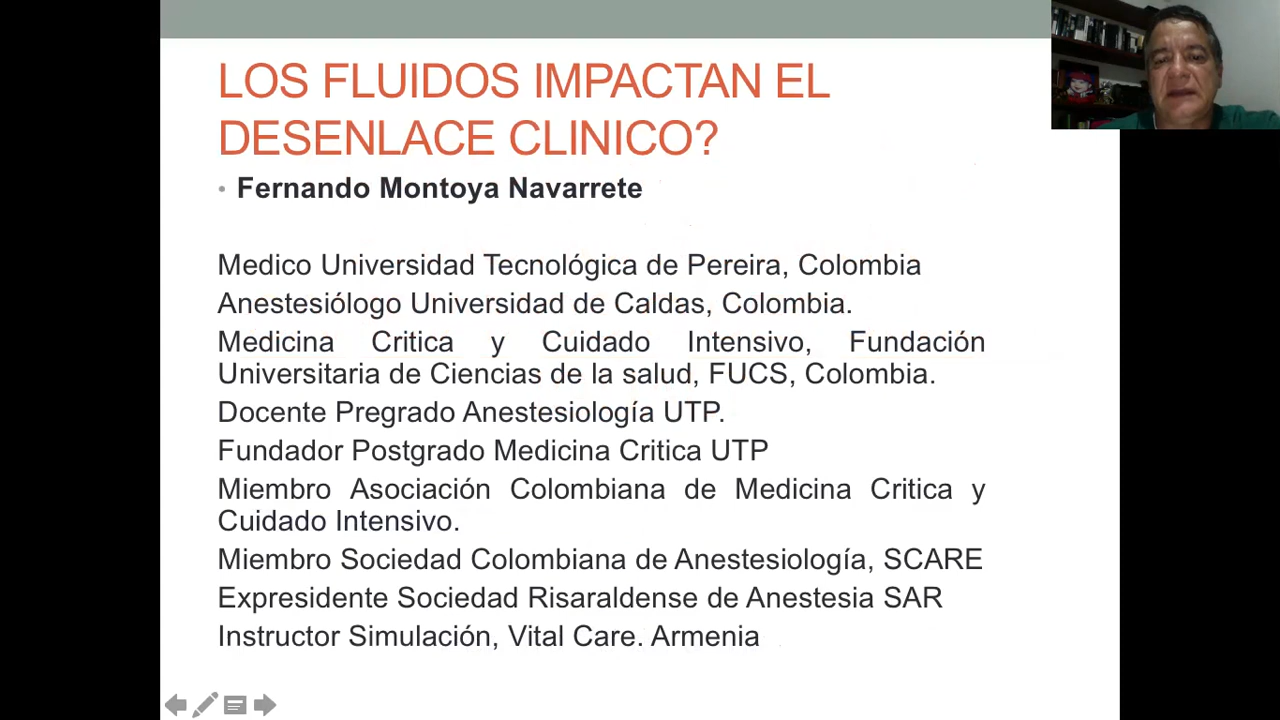 LOS FLUIDOS IMPACTAN EL
DESENLACE CLINICO?
• Fernando Montoya Navarrete
Medico Universidad Tecnológica de Pereira, Colombia
Anestesiólogo Universidad de Caldas, Colombia.
Medicina Critica y Cuidado Intensivo, Fundación
Universitaria de Ciencias de la salud, FUCS, Colombia.
Docente Pregrado Anestesiología UTP.
Fundador Postgrado Medicina Critica UTP
Miembro Asociación Colombiana de Medicina Critica y
Cuidado Intensivo.
Miembro Sociedad Colombiana de Anestesiología, SCARE
Expresidente Sociedad Risaraldense de Anestesia SAR
Instructor Simulación, Vital Care. Armenia